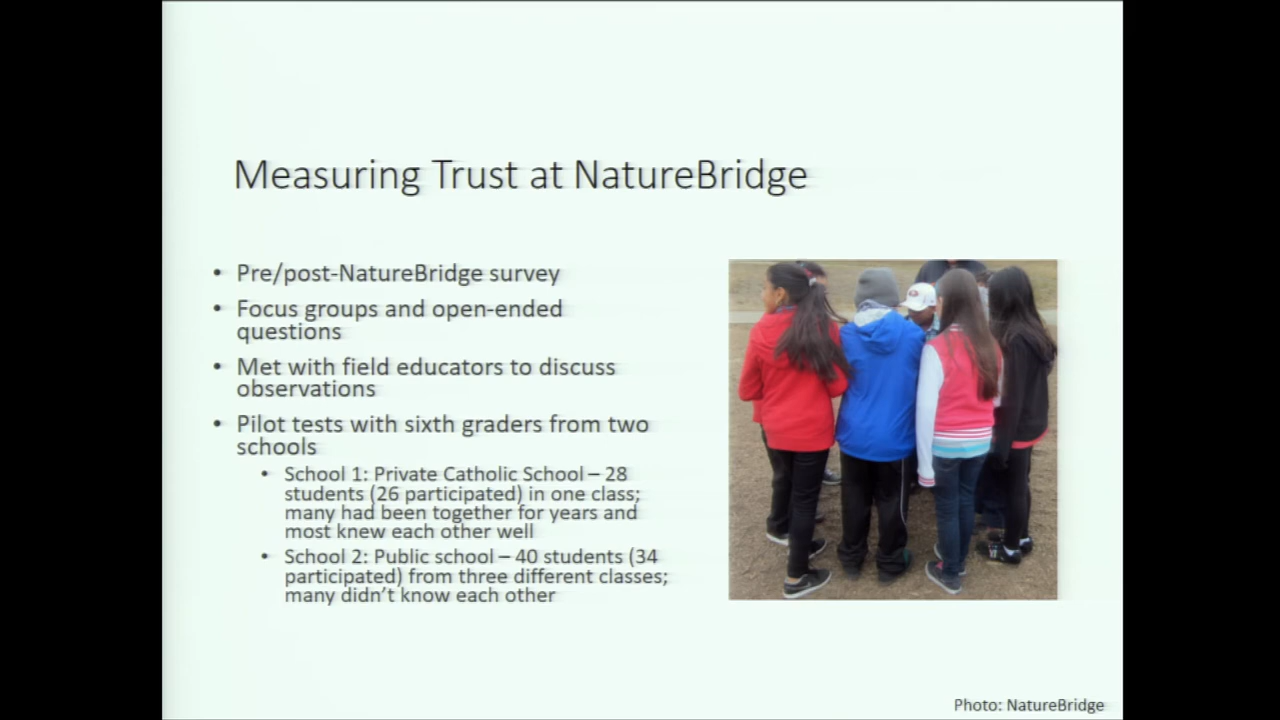 Measuring Trust at NatureBridge
• Pre/post-NatureBridge survey
• Focus groups and open-ended
questions
• Met with field educators to discuss
observations
• Pilot tests with sixth graders from two
schools
• School 1: Private Catholic School – 28
students (26 participated) in one class;
many had been together for years and
most knew each other well
• School 2: Public school – 40 students (34
participated) from three different classes;
many didn't know each other
Photo: NatureBridge